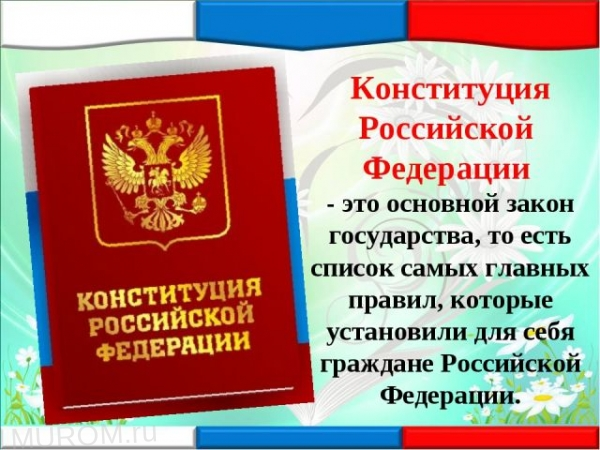 КОНСТИТУЦИЯ
РОССИЙСКОЙ
ФЕДЕРАЦИИ
Конституция
Российской
Федерации
- это основной закон
государства, то есть
список самых главных
правил, которые
установили для себя
граждане Российской
Федерации.
MUROM.ru